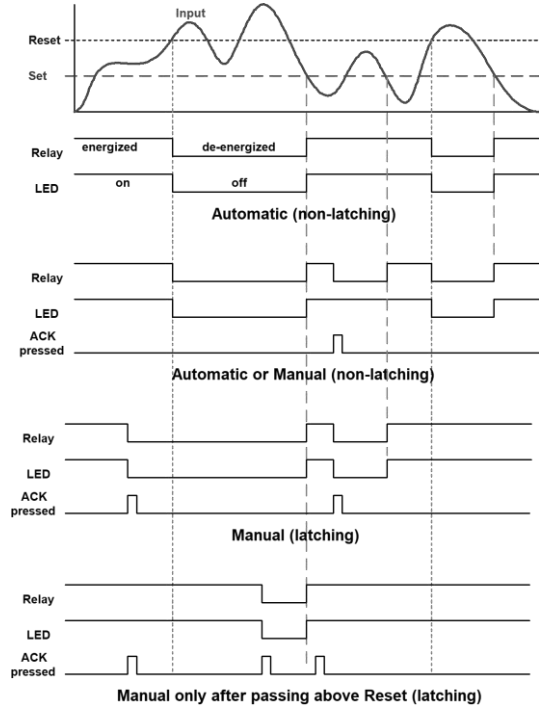 Input
Reset
Set
energized de-energized
Relay
on off
LED
Automatic (non-latching)
Relay
LED
ACK
pressed
Automatic or Manual (non-latching)
Relay
LED
ACK
pressed
Manual (latching)
Relay
LED
ACK
pressed
Manual only after passing above Reset (latching)